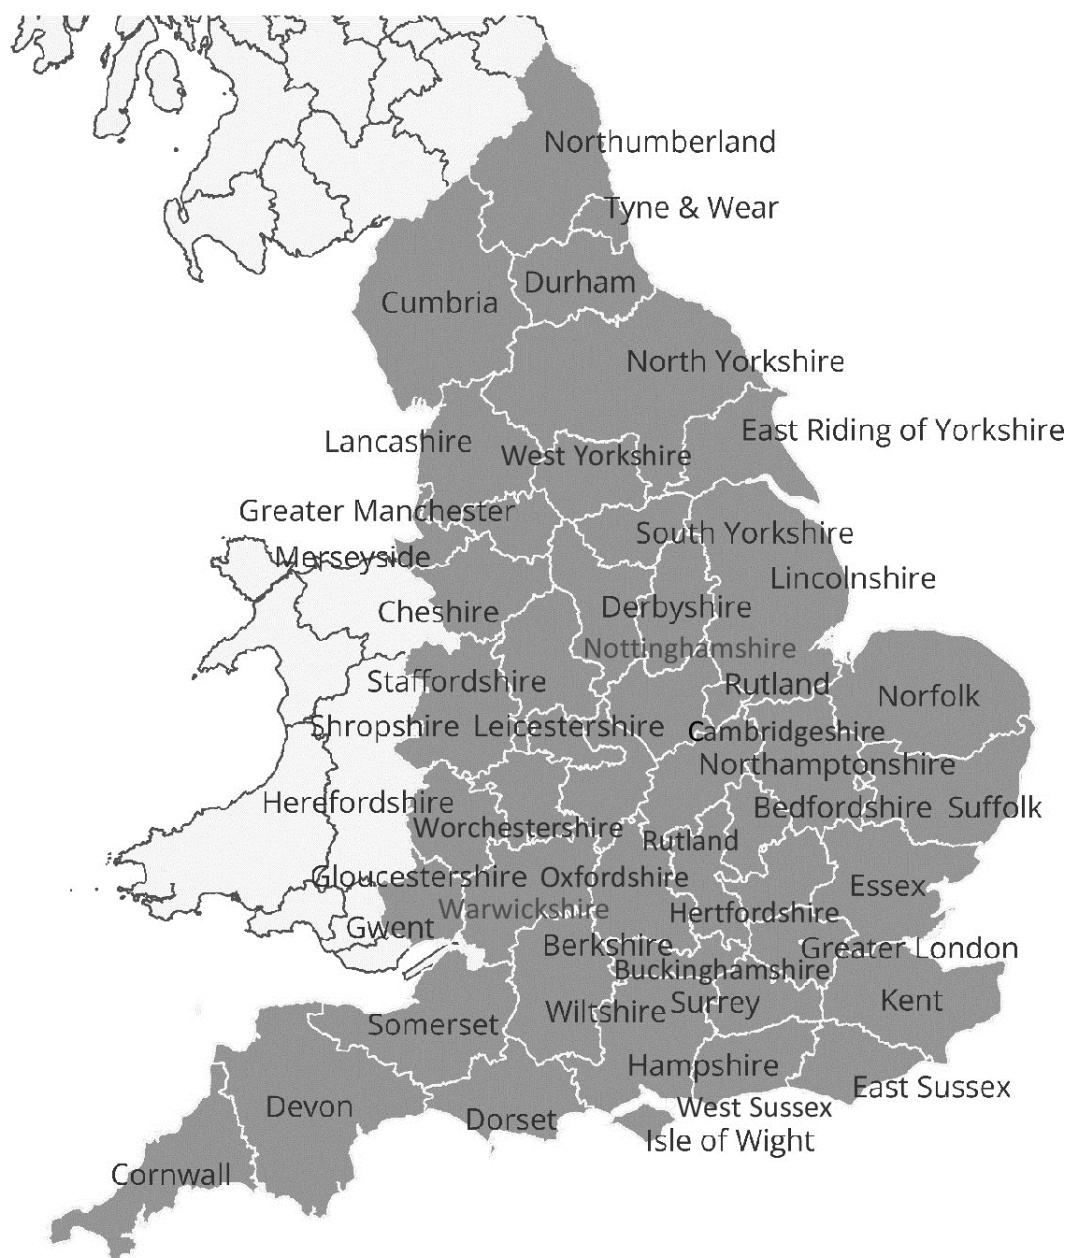 Northumberland
Tyne & Wear
Durham
Cumbria
North Yorkshire
East Riding of Yorkshire
Lancashire
West Yorkshire
Greater Manchester
South Yorkshire
Merseyside
Lincolnshire
Derbyshire
Cheshire
Nottinghamshire
Staffordshire
Rutland
Norfolk
Shropshire
Leicestershire
Cambridgeshire
Northamptonshire
Herefordshire
Bedfordshire
Suffolk
Worchestershire
Rutland
Gloucestershire
Oxfordshire
Essex
Warwickshire
Hertfordshire
Gwent
Berkshire
Greater London
Buckinghamshire
Wiltshire
Surrey
Kent
Somerset
Hampshire
East Sussex
Devon
West Sussex
Dorset
Isle of Wight
Cornwall